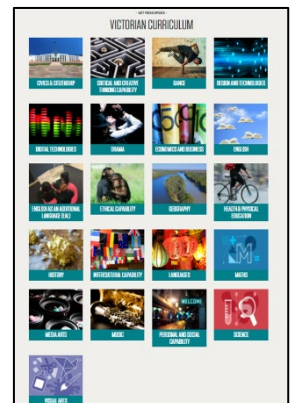 VICTORIAN CURRICULUM
CIVICS & CITIZENSHIP
CRITICAL AND CREATIVE
THINKING CAPABILITY
DANCE
DESIGN AND TECHNOLOGIES
DIGITAL TECHNOLOGIES
DRAMA
ECONOMICS AND BUSINESS
ENGLISH
ENGLISH AS AN ADDITIONAL
LANGUAGE (EAL)
ETHICAL CAPABILITY
GEOGRAPHY
HEALTH & PHYSICAL
EDUCATION
HISTORY
INTERCULTURAL CAPABILITY
LANGUAGES
MATHS
MEDIA ARTS
MUSIC
WELCOME
PERSONAL AND SOCIAL
CAPABILITY
SCIENCE
VISUAL ARTS